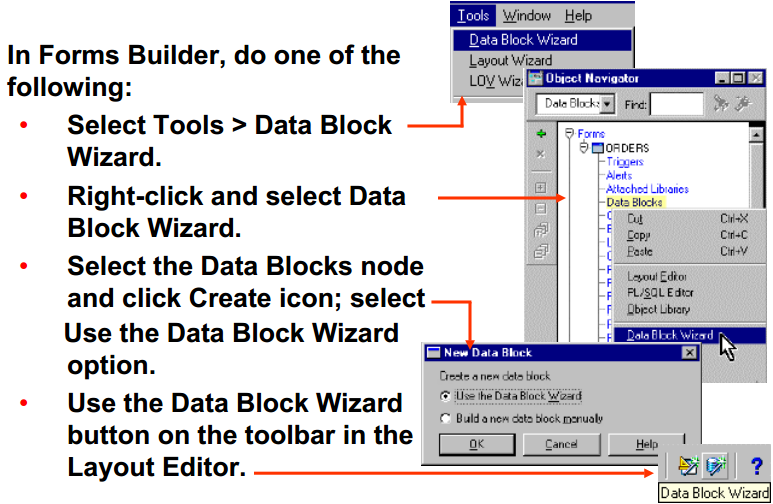 In Forms Builder, do one of the
following:
• Select Tools > Data Block
Wizard.
• Right-click and select Data
Block Wizard.
• Select the Data Blocks node
and click Create icon; select
Use the Data Block Wizard
option.
• Use the Data Block Wizard
button on the toolbar in the
Layout Editor.
Tools Window Help
Data Block Wizard
Layout Wizard
LOV Wiz
Object Navigator
Data Blocks Find:
Forms
ORDERS
Triggers
Alerts
Attached Libraries
Data Blocks
Cut Ctrl+X
Copy Ctrl+C
Paste Ctrl+V
Layout Editor
PL/SQL Editor
Object Library
Data Block Wizard
New Data Block
Create a new data block
Use the Data Block Wizard
Build a new data block manually
OK Cancel Help
?
Data Block Wizard